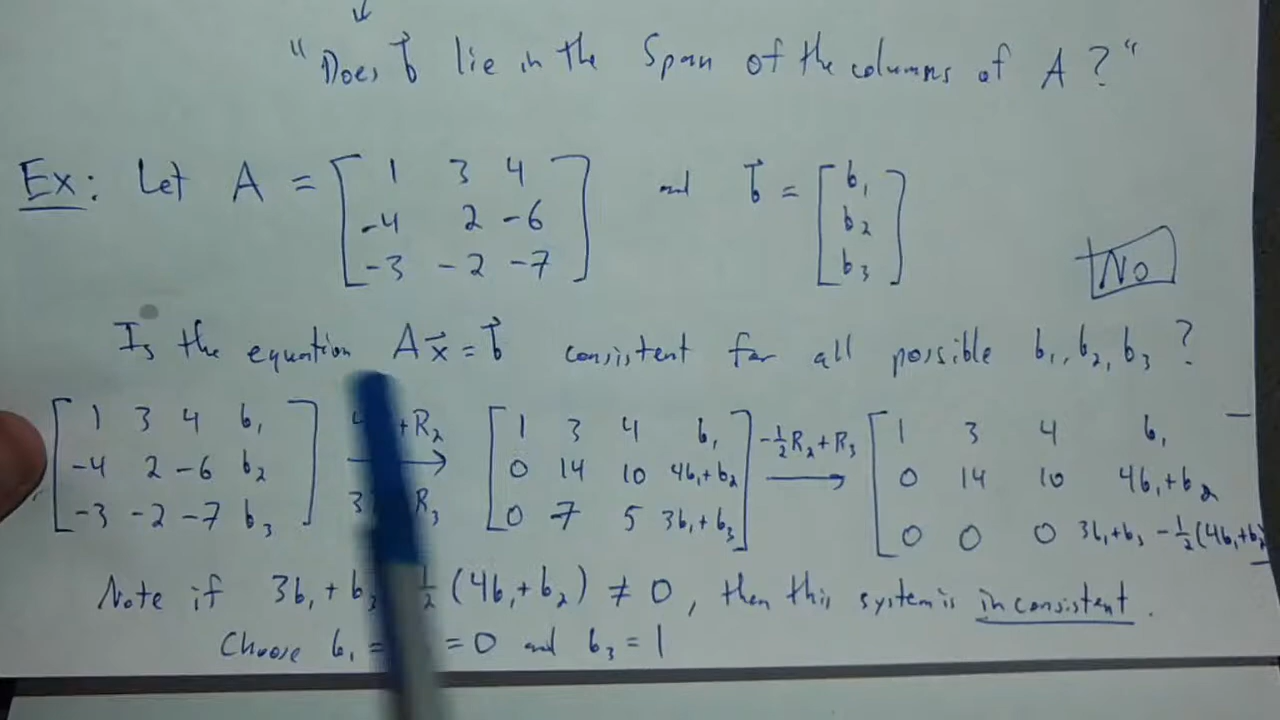 "Does b⃗ lie in the Span of the columns of A?"
Ex: Let A = [ 1 3 4 and b⃗ = [ b₁
-4 2 -6 b₂
-3 -2 -7 ] b₃ ]
No
Is the equation Ax⃗ = b⃗ consistent for all possible b₁, b₂, b₃?
[ 1 3 4 b₁ +R₂ [ 1 3 4 b₁ -½R₂+R₃ [ 1 3 4 b₁
-4 2 -6 b₂ → 0 14 10 4b₁+b₂ → 0 14 10 4b₁+b₂
-3 -2 -7 b₃ ] 3 R₃ 0 7 5 3b₁+b₃ ] 0 0 0 3b₁+b₃ -½(4b₁+b₂
Note if 3b₁ + b (4b₁+b₂) ≠ 0, then this system is inconsistent.
Choose b₁ = = 0 and b₃ = 1